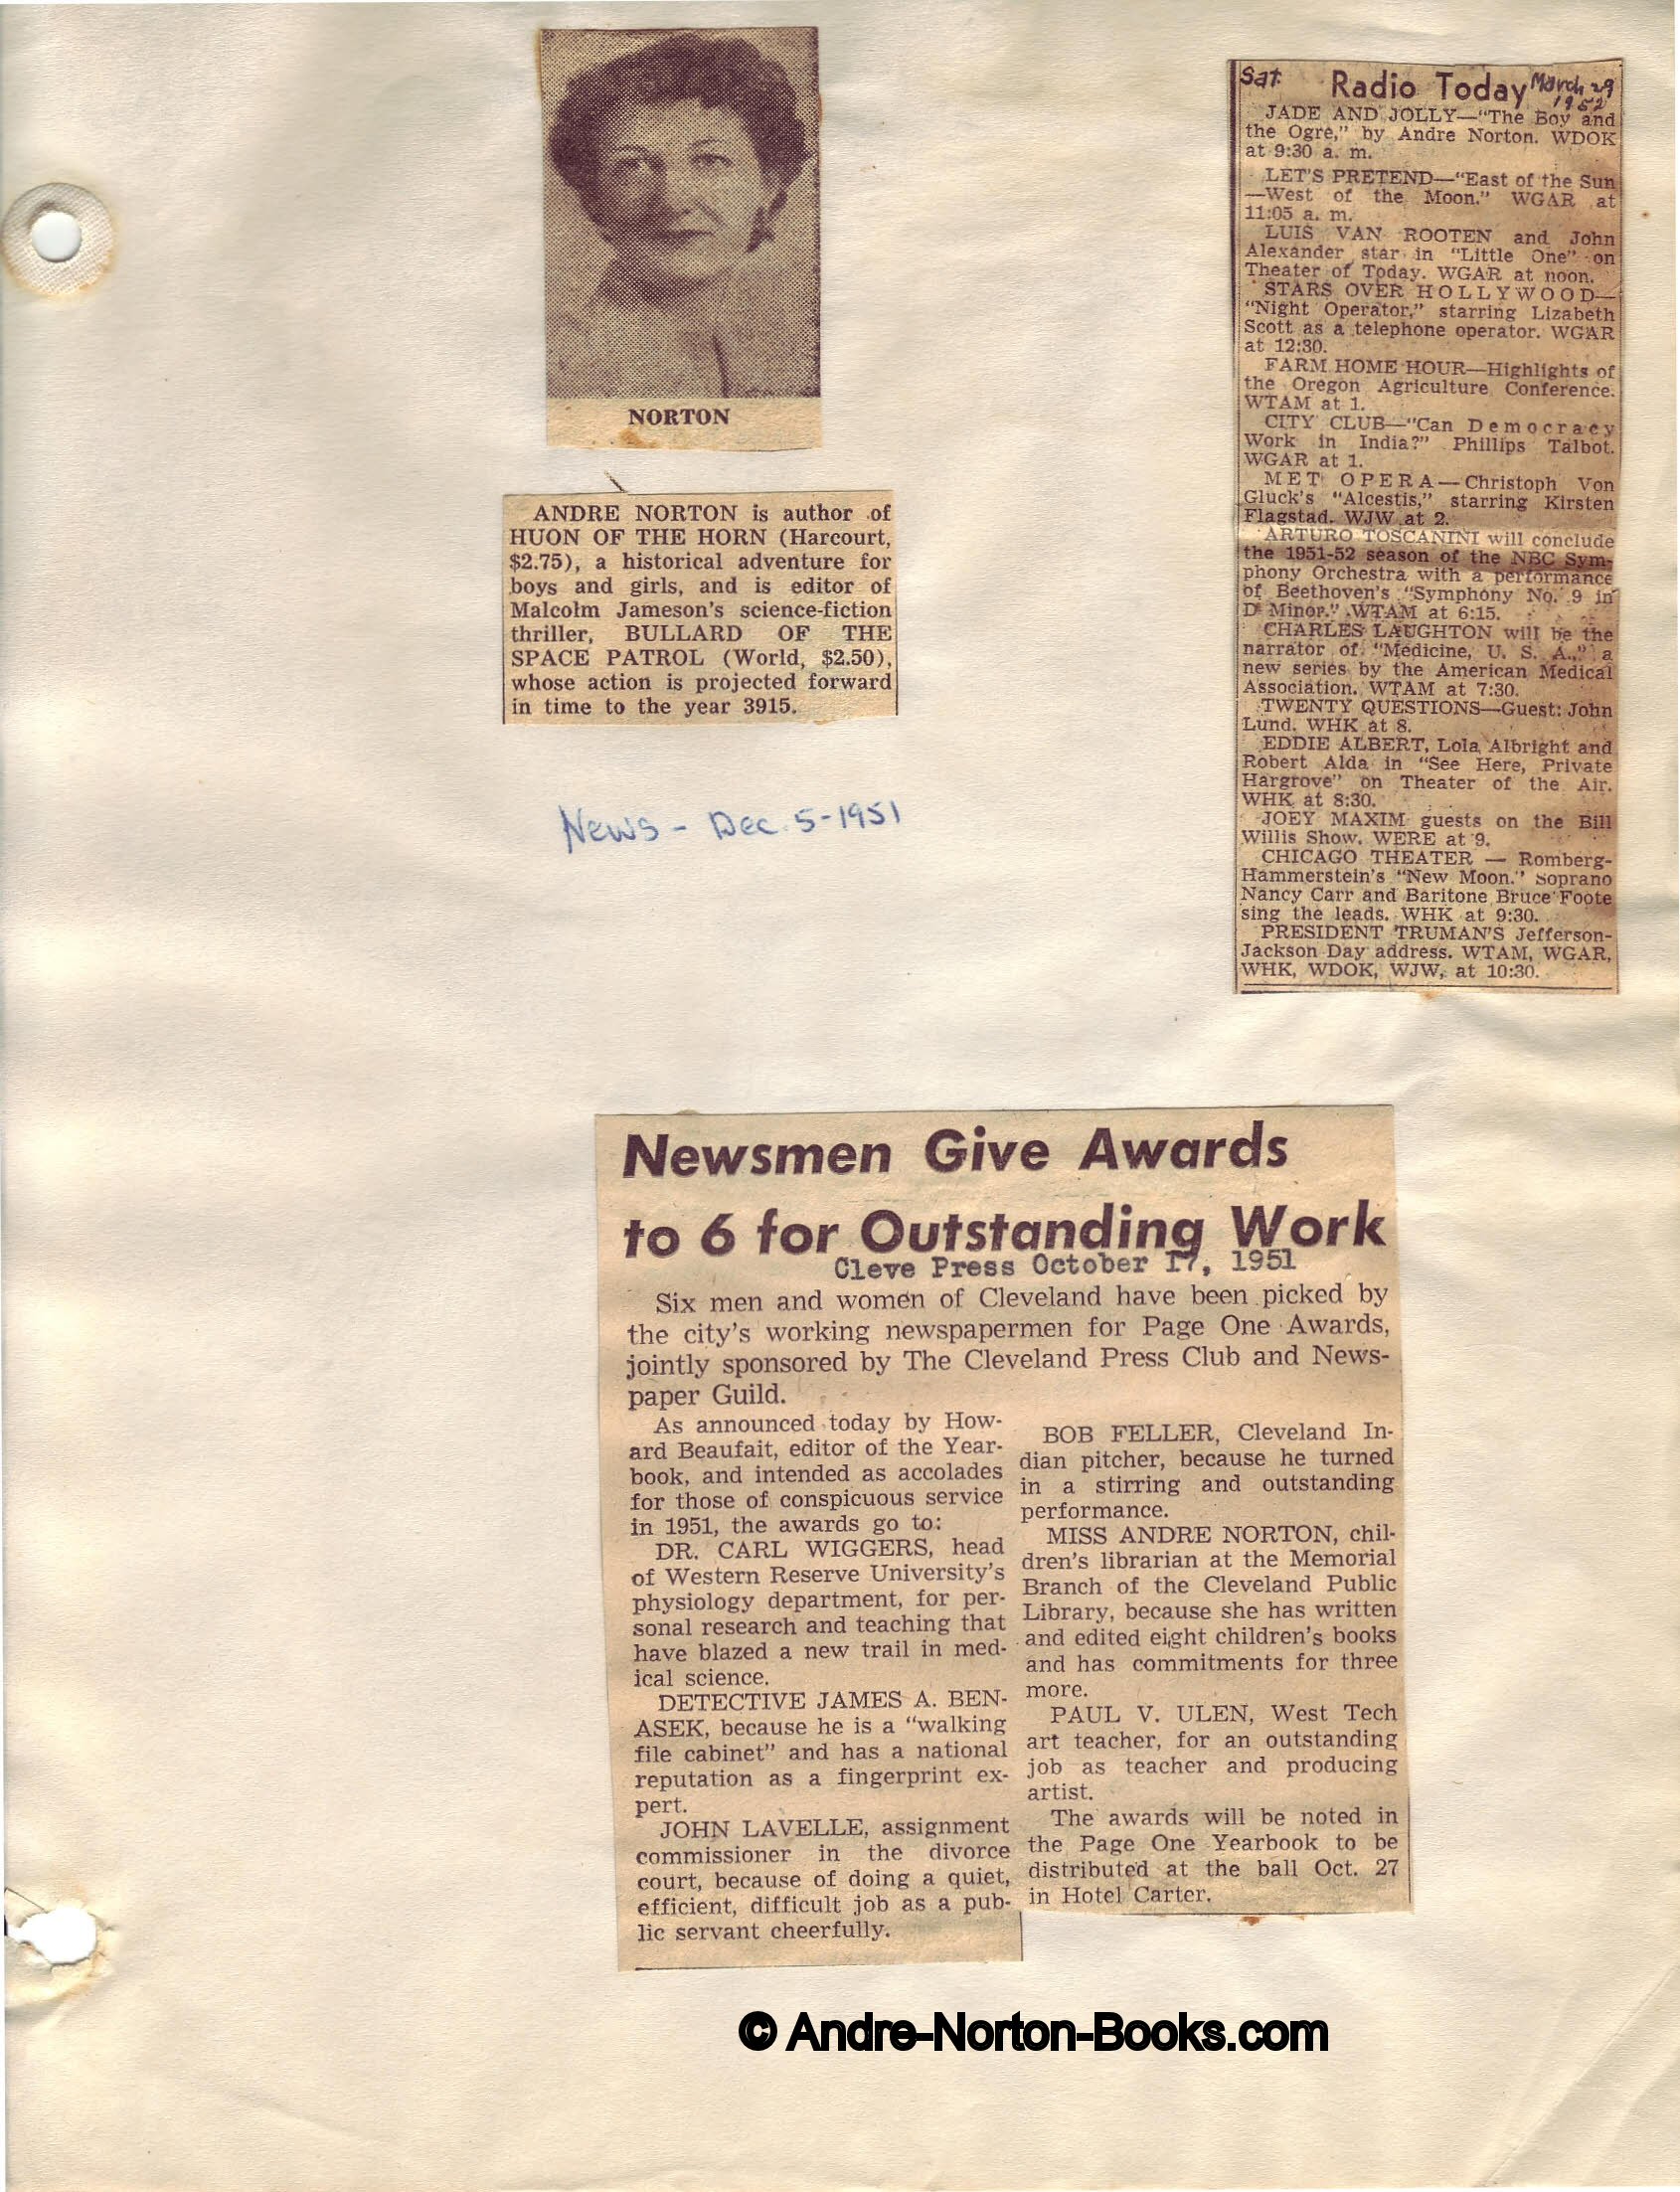 NORTON
ANDRE NORTON is author of
HUON OF THE HORN (Harcourt,
$2.75), a historical adventure for
boys and girls, and is editor of
Malcolm Jameson's science-fiction
thriller, BULLARD OF THE
SPACE PATROL (World, $2.50),
whose action is projected forward
in time to the year 3915.
News - Dec. 5-1951
Sat. Radio Today March 29
1952
JADE AND JOLLY—"The Boy and
the Ogre," by Andre Norton. WDOK
at 9:30 a. m.
LET'S PRETEND—"East of the Sun
—West of the Moon." WGAR at
11:05 a. m.
LUIS VAN ROOTEN and John
Alexander star in "Little One" on
Theater of Today. WGAR at noon.
STARS OVER HOLLYWOOD—
"Night Operator," starring Lizabeth
Scott as a telephone operator. WGAR
at 12:30.
FARM HOME HOUR—Highlights of
the Oregon Agriculture Conference.
WTAM at 1.
CITY CLUB—"Can Democracy
Work in India?" Phillips Talbot.
WGAR at 1.
MET OPERA—Christoph Von
Gluck's "Alcestis," starring Kirsten
Flagstad. WJW at 2.
ARTURO TOSCANINI will conclude
the 1951-52 season of the NBC Sym-
phony Orchestra with a performance
of Beethoven's "Symphony No. 9 in
D Minor." WTAM at 6:15.
CHARLES LAUGHTON will be the
narrator of "Medicine, U. S. A.," a
new series by the American Medical
Association. WTAM at 7:30.
TWENTY QUESTIONS—Guest: John
Lund. WHK at 8.
EDDIE ALBERT, Lola Albright and
Robert Alda in "See Here, Private
Hargrove" on Theater of the Air.
WHK at 8:30.
JOEY MAXIM guests on the Bill
Willis Show. WERE at 9.
CHICAGO THEATER — Romberg-
Hammerstein's "New Moon." Soprano
Nancy Carr and Baritone Bruce Foote
sing the leads. WHK at 9:30.
PRESIDENT TRUMAN'S Jefferson-
Jackson Day address. WTAM, WGAR,
WHK, WDOK, WJW, at 10:30.
Newsmen Give Awards
to 6 for Outstanding Work
Cleve Press October 17, 1951
Six men and women of Cleveland have been picked by
the city's working newspapermen for Page One Awards,
jointly sponsored by The Cleveland Press Club and News-
paper Guild.
As announced today by How-
ard Beaufait, editor of the Year-
book, and intended as accolades
for those of conspicuous service
in 1951, the awards go to:
DR. CARL WIGGERS, head
of Western Reserve University's
physiology department, for per-
sonal research and teaching that
have blazed a new trail in med-
ical science.
DETECTIVE JAMES A. BEN-
ASEK, because he is a "walking
file cabinet" and has a national
reputation as a fingerprint ex-
pert.
JOHN LAVELLE, assignment
commissioner in the divorce
court, because of doing a quiet,
efficient, difficult job as a pub-
lic servant cheerfully.
BOB FELLER, Cleveland In-
dian pitcher, because he turned
in a stirring and outstanding
performance.
MISS ANDRE NORTON, chil-
dren's librarian at the Memorial
Branch of the Cleveland Public
Library, because she has written
and edited eight children's books
and has commitments for three
more.
PAUL V. ULEN, West Tech
art teacher, for an outstanding
job as teacher and producing
artist.
The awards will be noted in
the Page One Yearbook to be
distributed at the ball Oct. 27
in Hotel Carter.
© Andre-Norton-Books.com